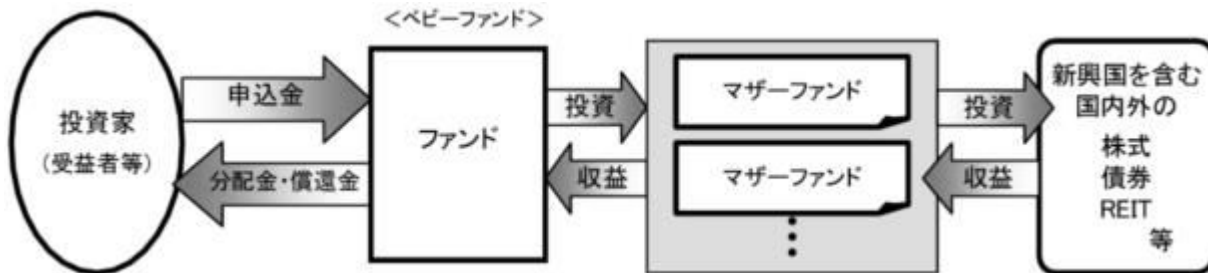 <ベビーファンド>
投資家
(受益者等)
申込金
分配金・償還金
ファンド
投資
収益
マザーファンド
マザーファンド
投資
収益
新興国を含む
国内外の
株式
債券
REIT
等